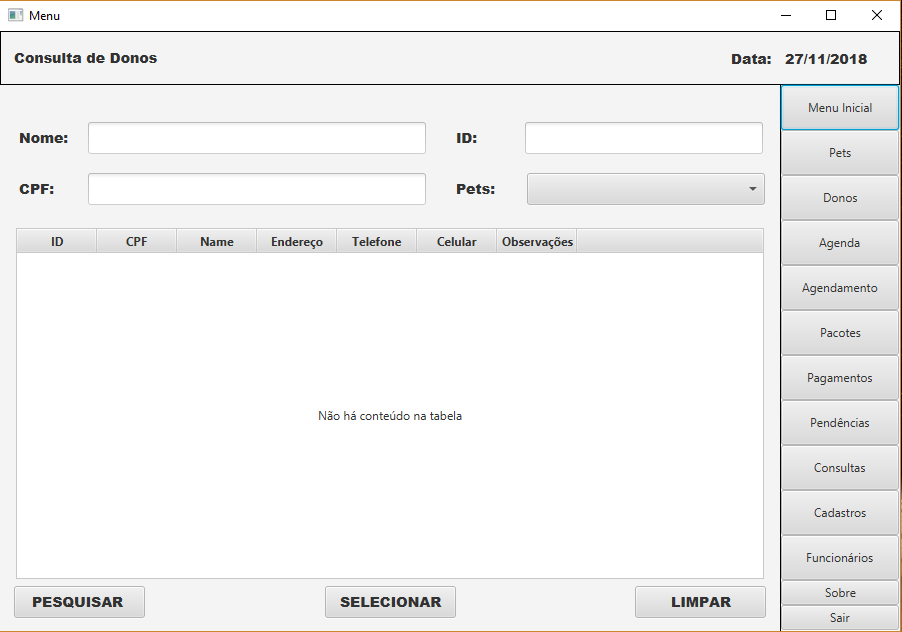 Menu
Consulta de Donos
Data: 27/11/2018
Nome:
ID:
CPF:
Pets:
ID CPF Name Endereço Telefone Celular Observações
Não há conteúdo na tabela
PESQUISAR SELECIONAR LIMPAR
Menu Inicial
Pets
Donos
Agenda
Agendamento
Pacotes
Pagamentos
Pendências
Consultas
Cadastros
Funcionários
Sobre
Sair